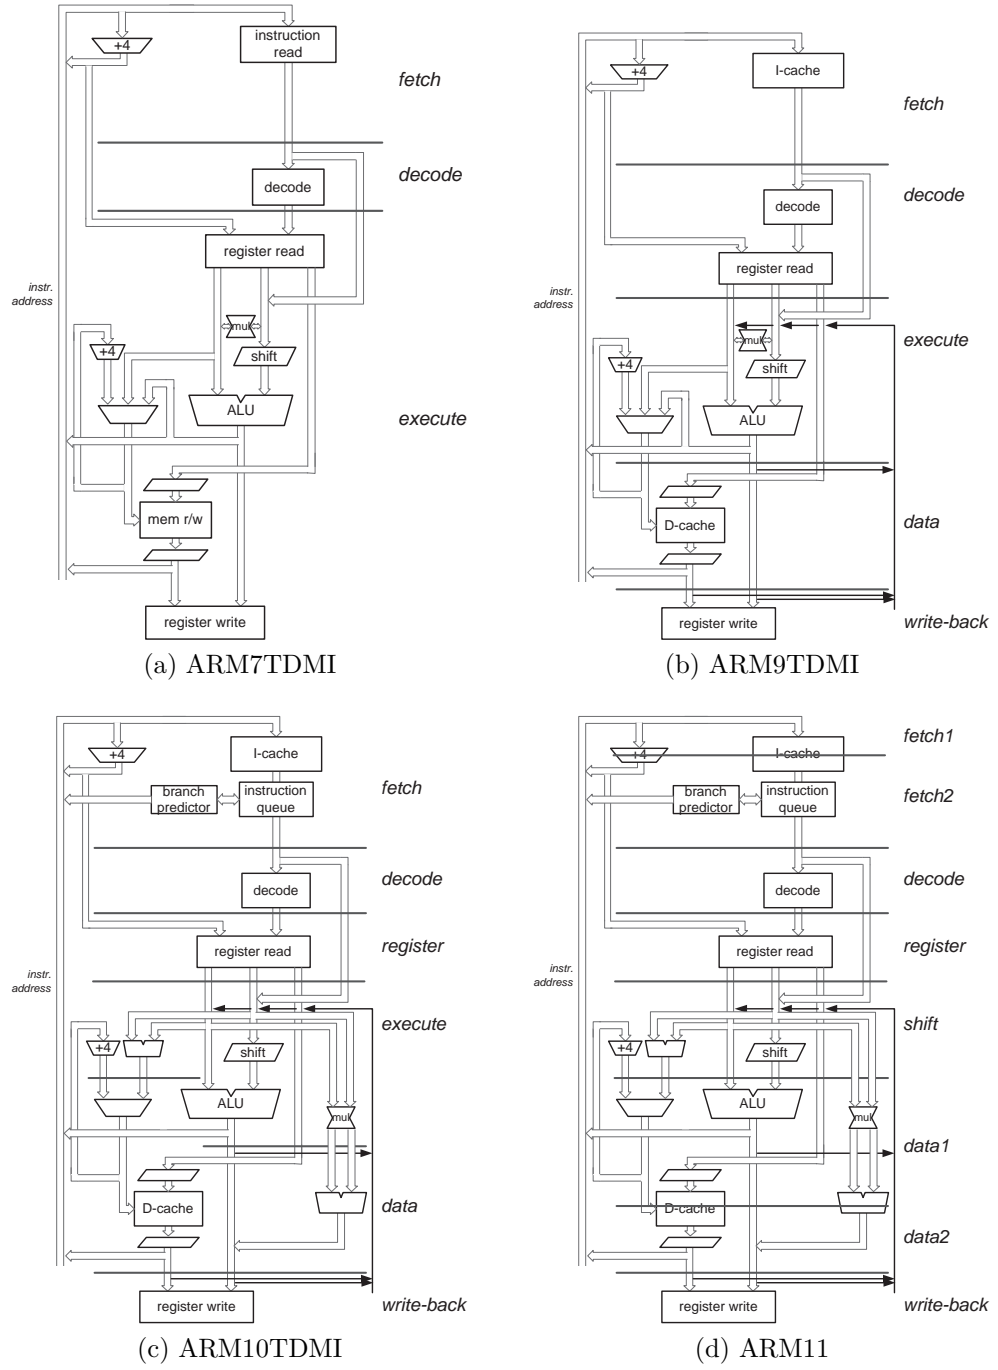 +4
instruction
read
fetch
decode
decode
register read
instr.
address
mul
+4
shift
ALU
execute
mem r/w
register write
(a) ARM7TDMI
+4
I-cache
fetch
decode
decode
register read
instr.
address
execute
mul
+4
shift
ALU
D-cache
data
register write
write-back
(b) ARM9TDMI
+4
I-cache
branch
predictor
instruction
queue
fetch
decode
decode
register read
register
instr.
address
execute
+4
shift
ALU
mul
D-cache
data
register write
write-back
(c) ARM10TDMI
+4
I-cache
fetch1
branch
predictor
instruction
queue
fetch2
decode
decode
register read
register
instr.
address
shift
+4
shift
ALU
mul
data1
D-cache
data2
register write
write-back
(d) ARM11